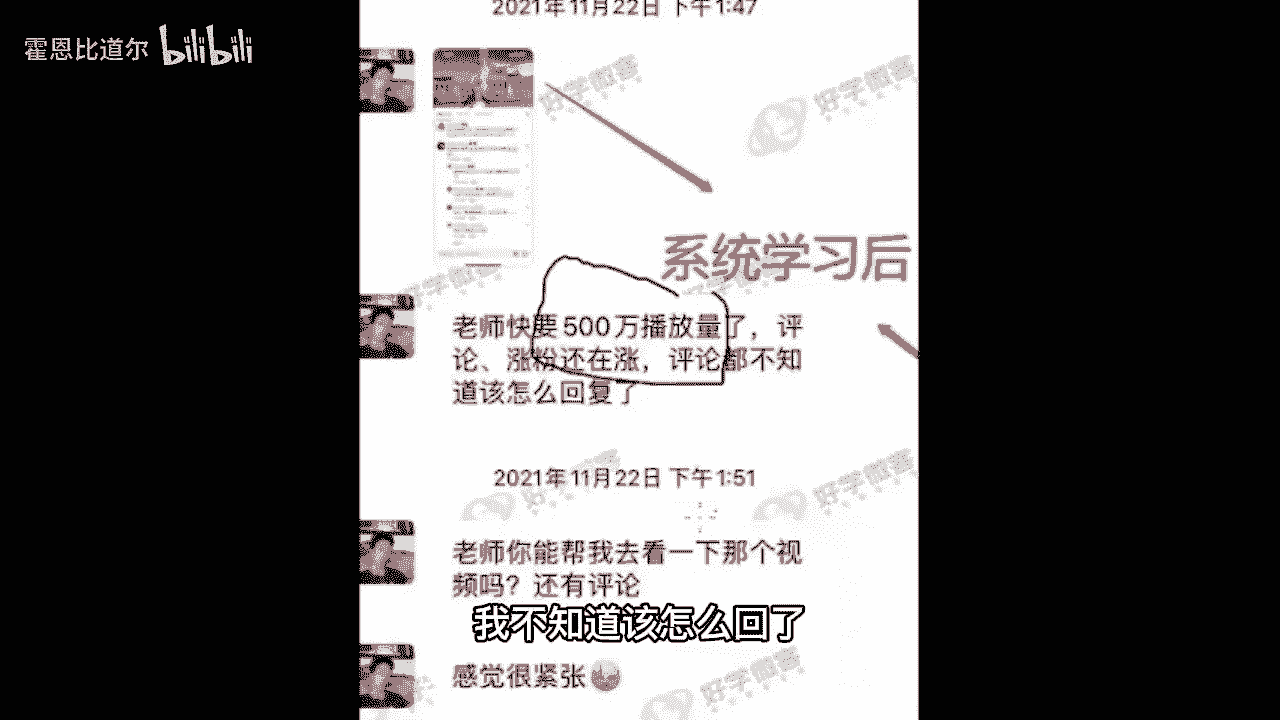 2021年11月22日 下午1:47
霍恩比道尔 bilibili
好学微喜
系统学习后
老师快要500万播放量了，评
论、涨粉还在涨，评论都不知
道该怎么回复了
2021年11月22日 下午1:51
老师你能帮我去看一下那个视
频吗？还有评论
我不知道该怎么回了
感觉很紧张